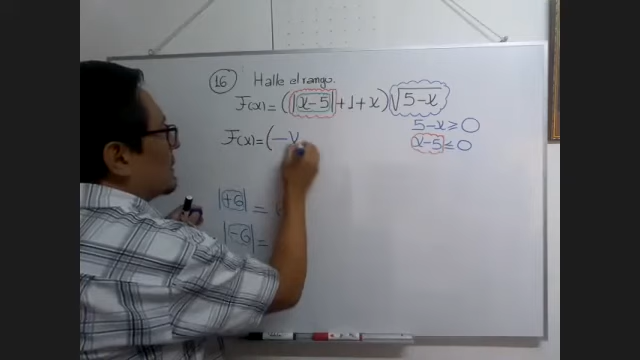 16 Halle el rango.
F(x) = (|x-5|+1+x)√5-x
5-x ≥ 0
x-5 ≤ 0
F(x) = (-
|+6| =
|-6| =